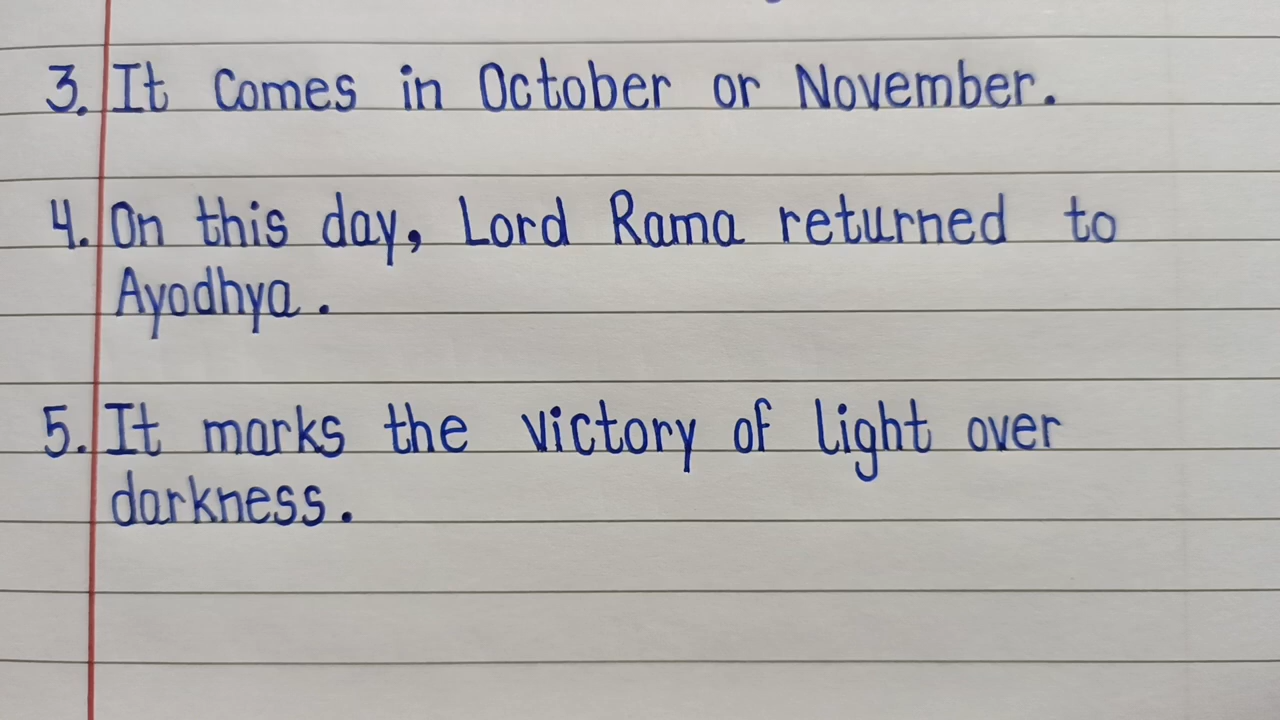 3. It Comes in October or November.
4. On this day, Lord Rama returned to
Ayodhya.
5. It marks the victory of light over
darkness.